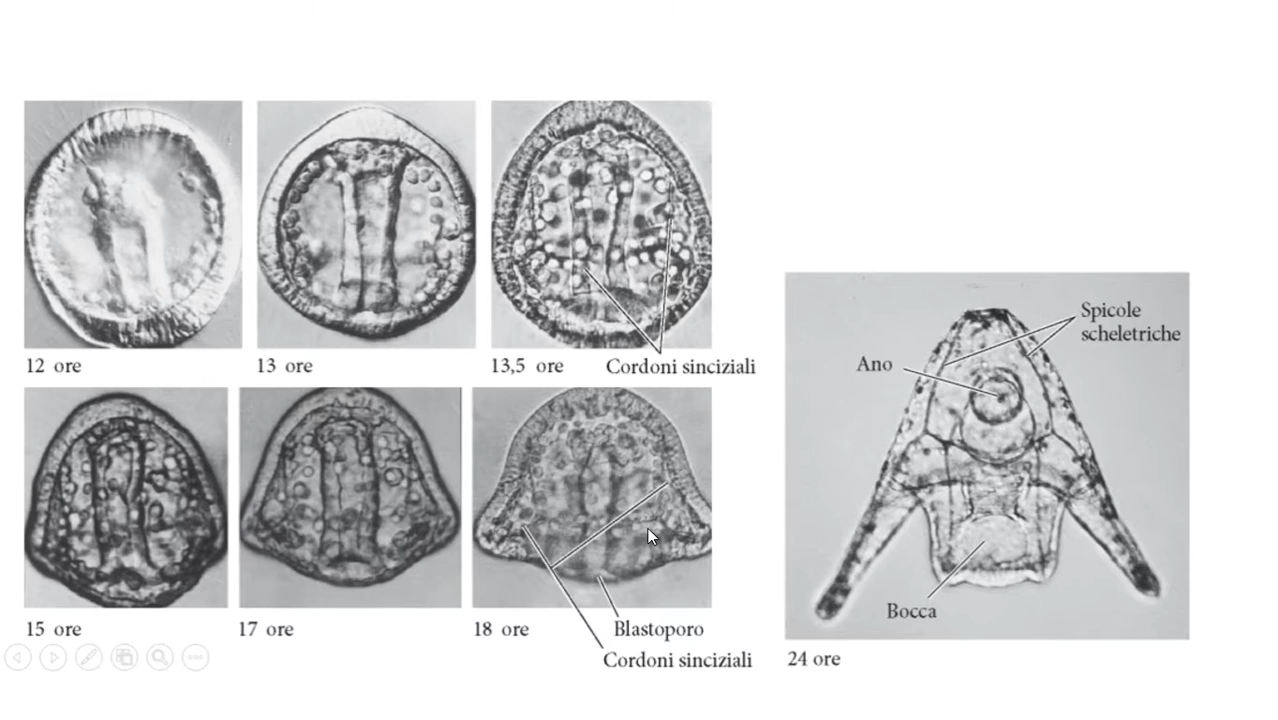 12 ore
13 ore
13,5 ore
Cordoni sinciziali
15 ore
17 ore
18 ore
Blastoporo
Cordoni sinciziali
Spicole
scheletriche
Ano
Bocca
24 ore